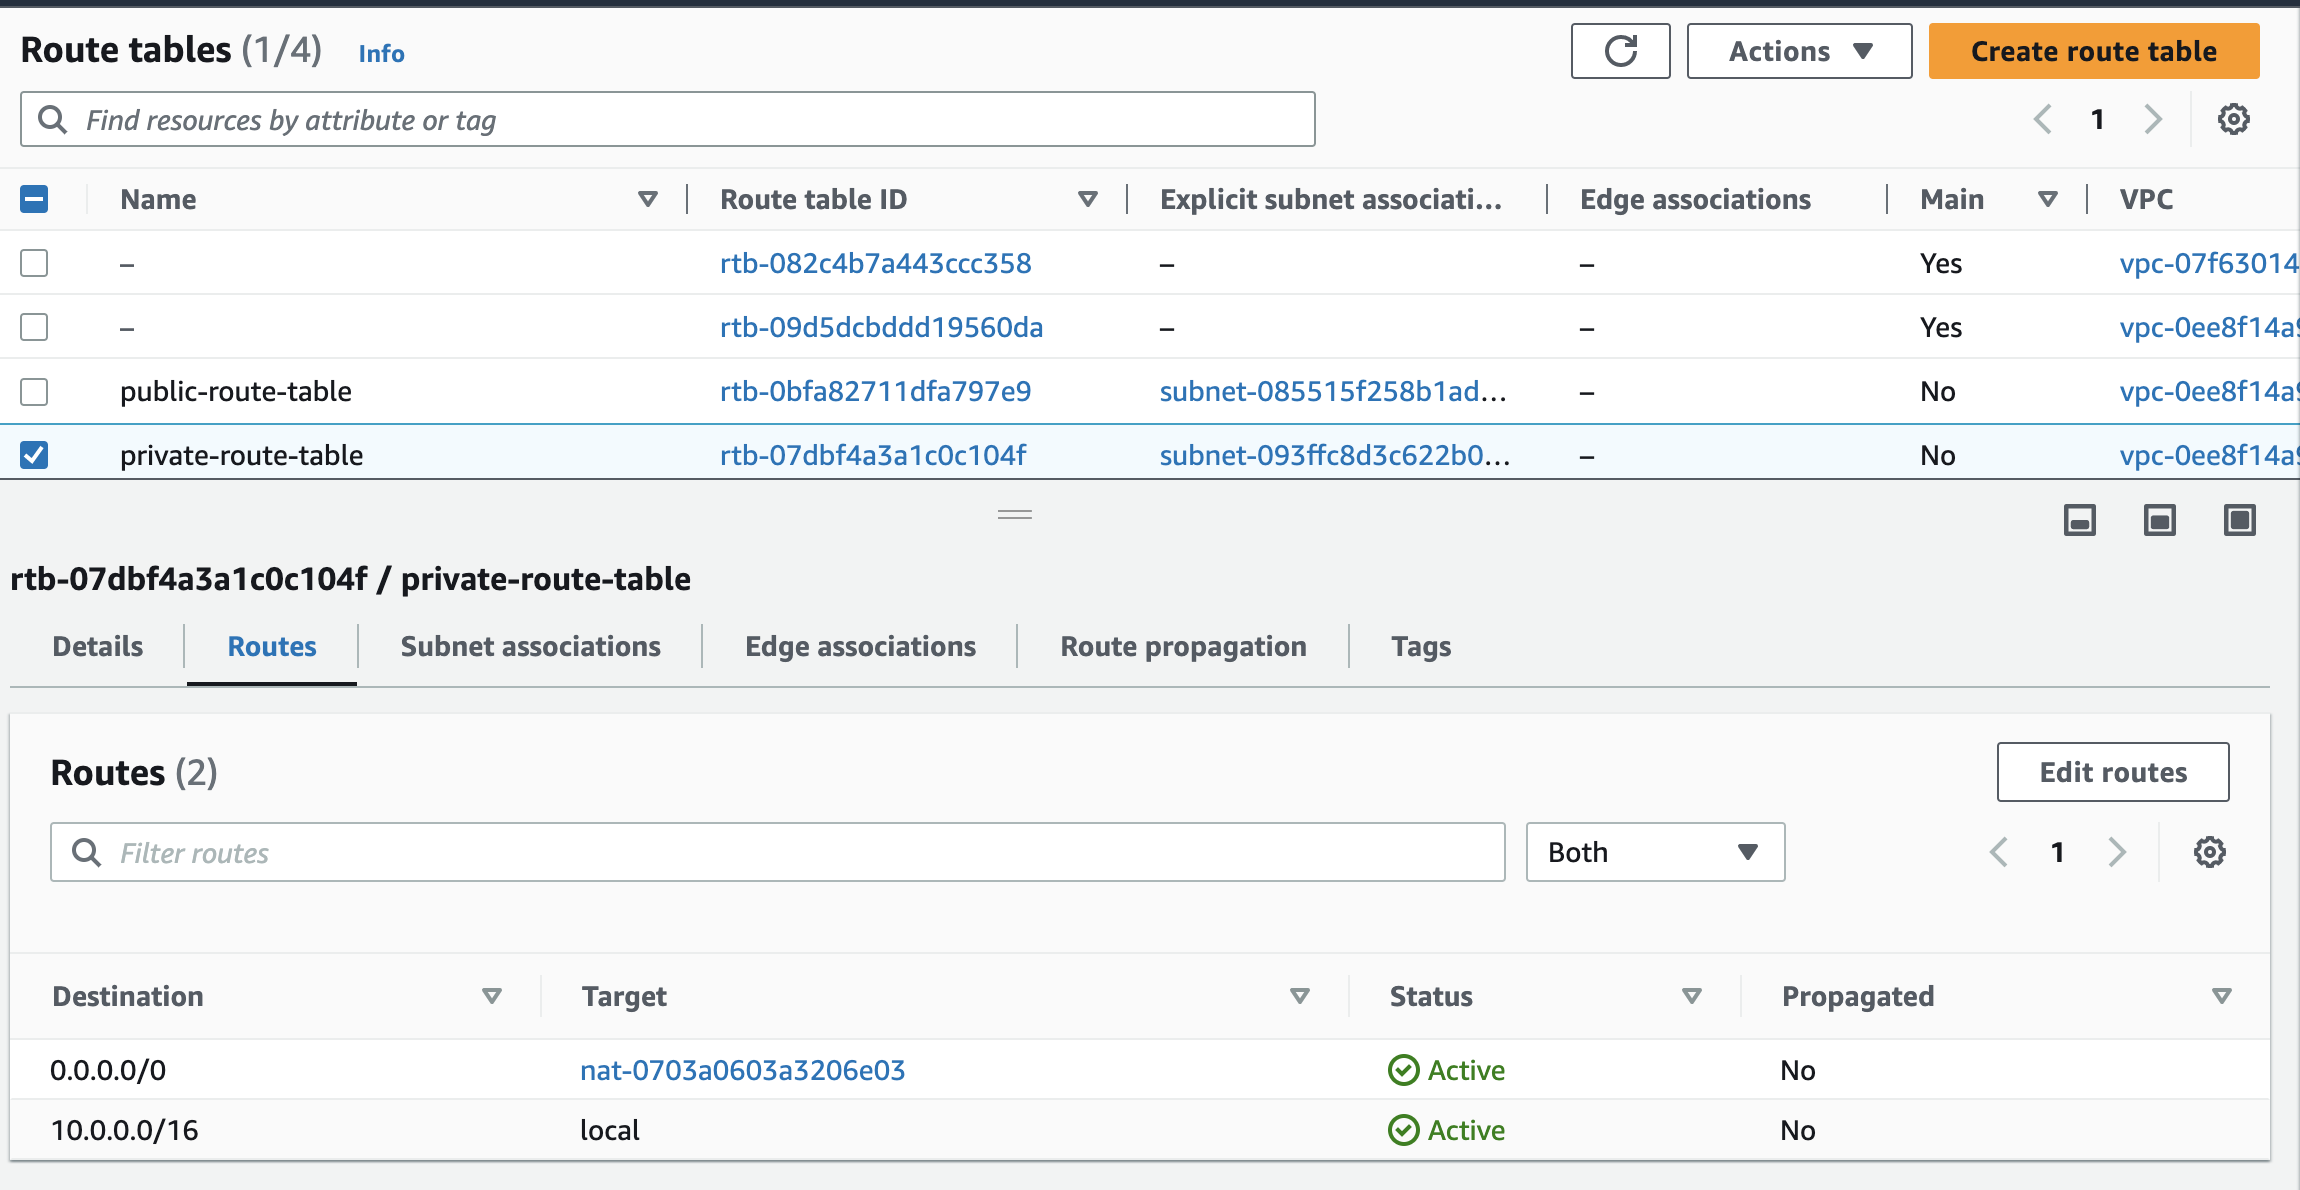 Route tables (1/4) Info Actions Create route table
Find resources by attribute or tag 1
Name Route table ID Explicit subnet associati... Edge associations Main VPC
– rtb-082c4b7a443ccc358 – – Yes vpc-07f63014
– rtb-09d5dcbddd19560da – – Yes vpc-0ee8f14a9
public-route-table rtb-0bfa82711dfa797e9 subnet-085515f258b1ad... – No vpc-0ee8f14a9
private-route-table rtb-07dbf4a3a1c0c104f subnet-093ffc8d3c622b0... – No vpc-0ee8f14a9
rtb-07dbf4a3a1c0c104f / private-route-table
Details Routes Subnet associations Edge associations Route propagation Tags
Routes (2) Edit routes
Filter routes Both 1
Destination Target Status Propagated
0.0.0.0/0 nat-0703a0603a3206e03 Active No
10.0.0.0/16 local Active No